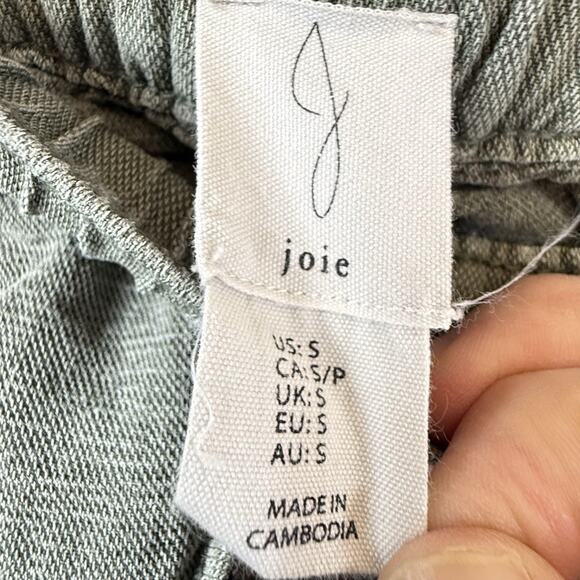 J
joie
US: S
CA: S/P
UK: S
EU: S
AU: S
MADE IN
CAMBODIA